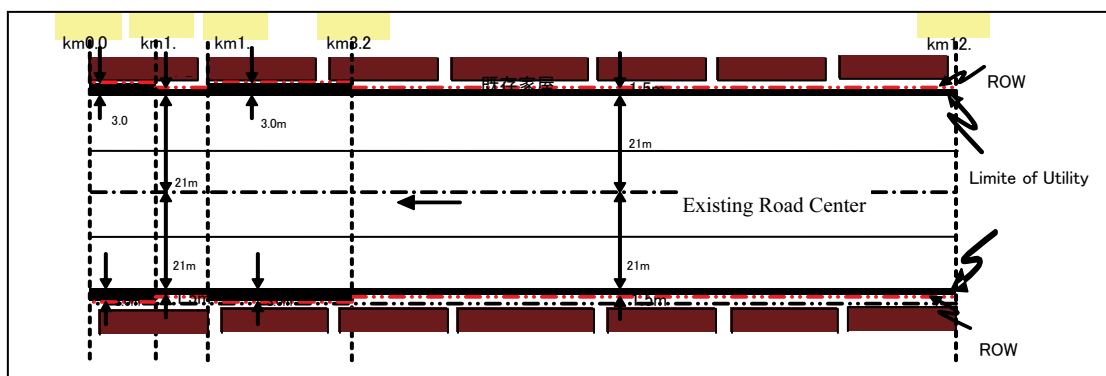 km0.0 km1. km1. km3.2 km12.
既存家屋 1.5m ROW
3.0 3.0m
21m
21m Limite of Utility
Existing Road Center
21m 21m
1.5m
ROW